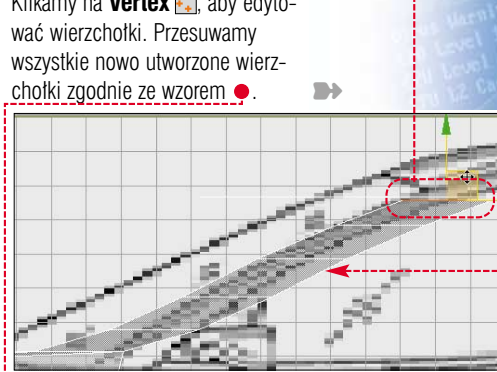 Klikamy na Vertex, aby edyto-
wać wierzchołki. Przesuwamy
wszystkie nowo utworzone wierz-
chołki zgodnie ze wzorem.